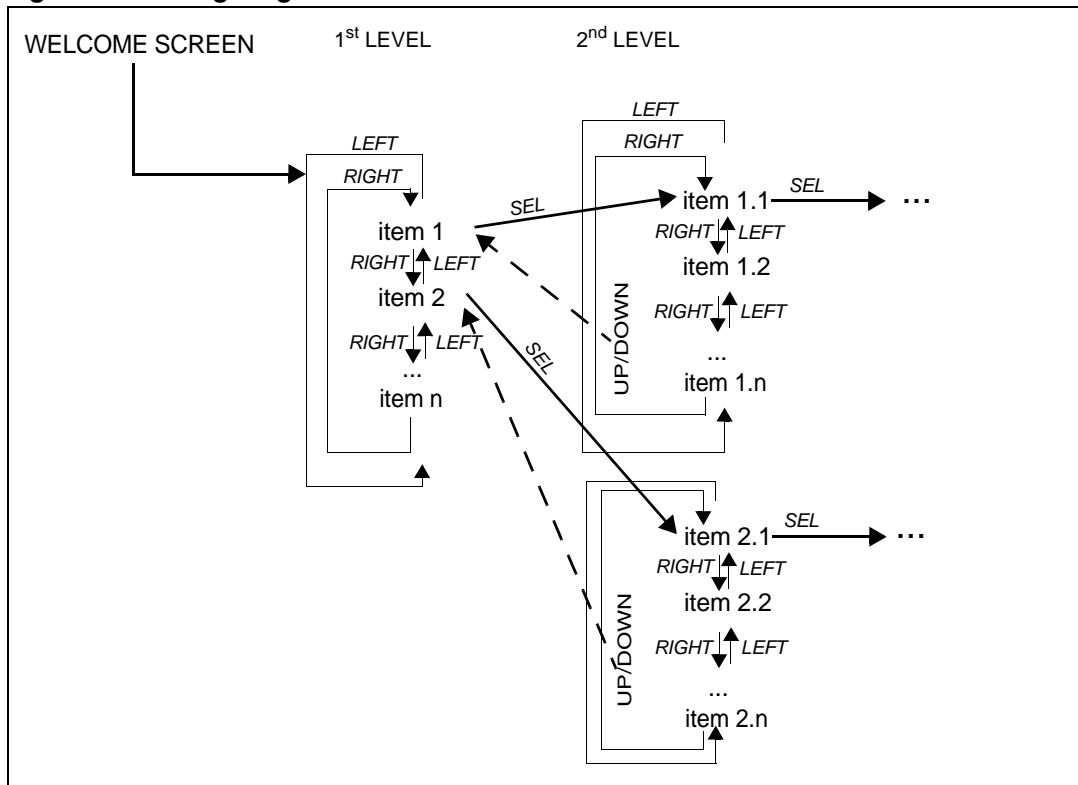 WELCOME SCREEN
1st LEVEL
2nd LEVEL
LEFT
RIGHT
item 1
RIGHT LEFT
item 2
RIGHT LEFT
...
item n
SEL
SEL
LEFT
RIGHT
item 1.1
SEL
...
RIGHT LEFT
item 1.2
RIGHT LEFT
...
item 1.n
UP/DOWN
item 2.1
SEL
...
RIGHT LEFT
item 2.2
RIGHT LEFT
...
item 2.n
UP/DOWN